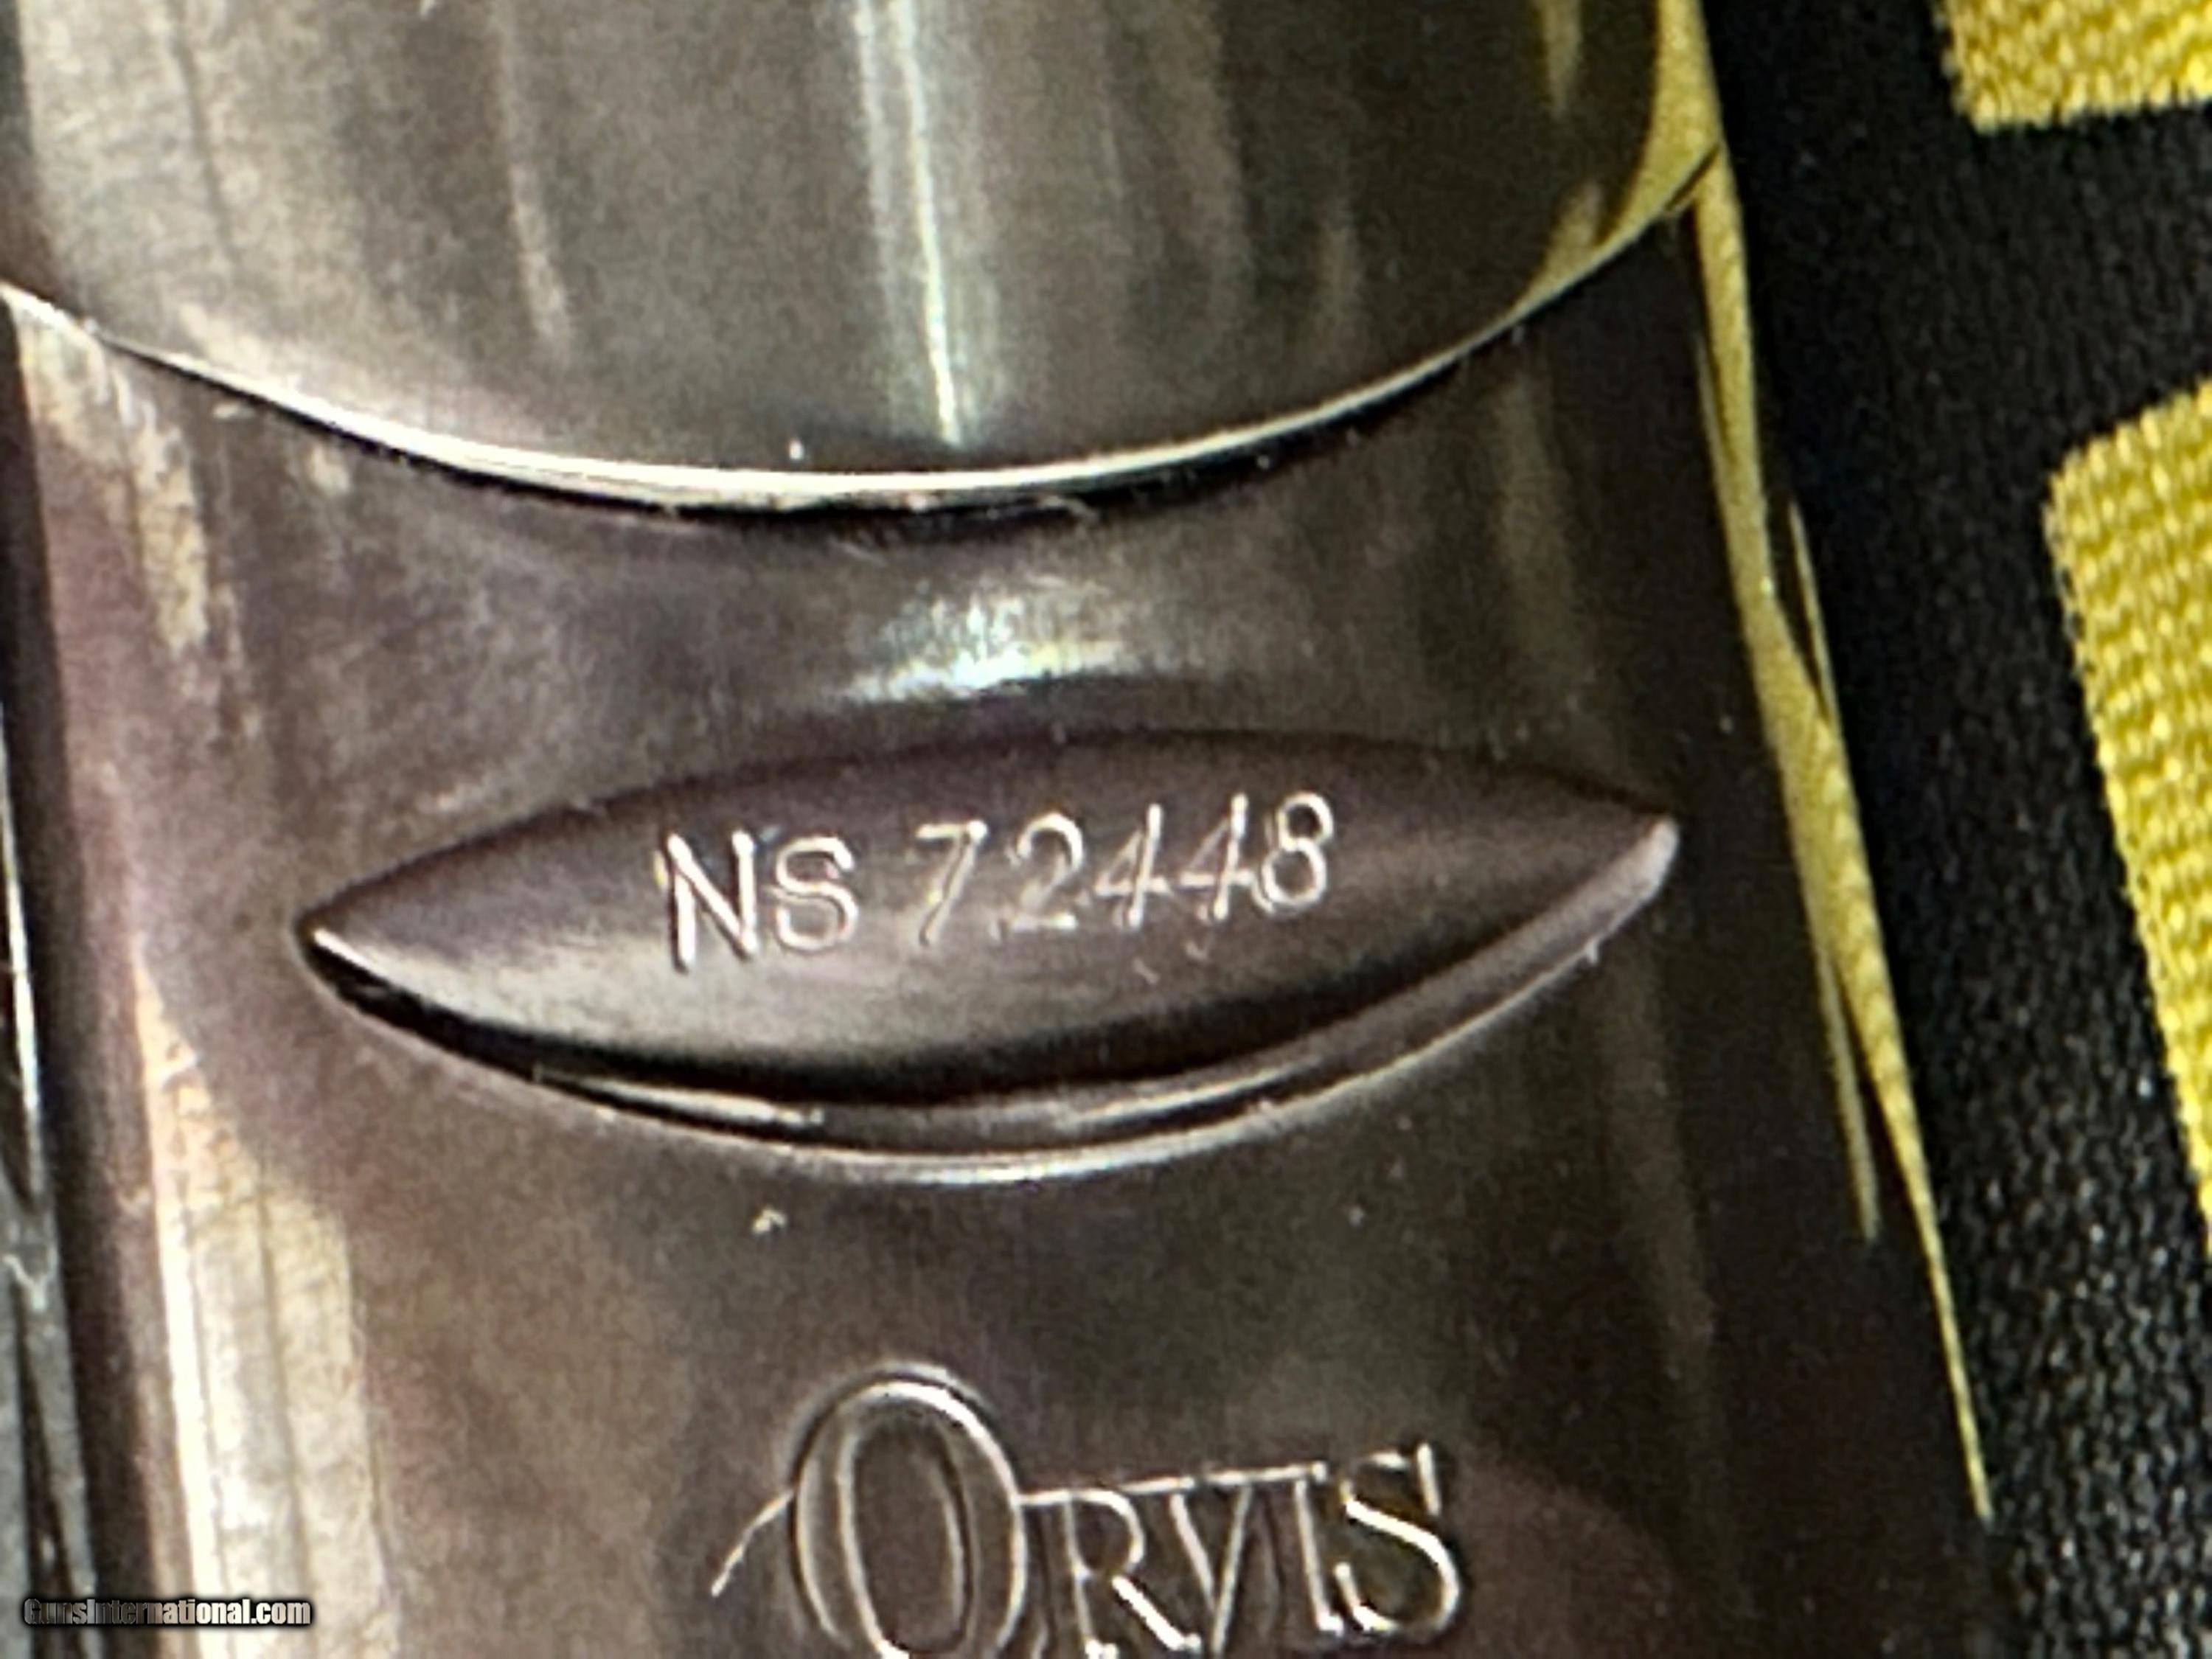 NS 72448
ORVIS
GunsInternational.com